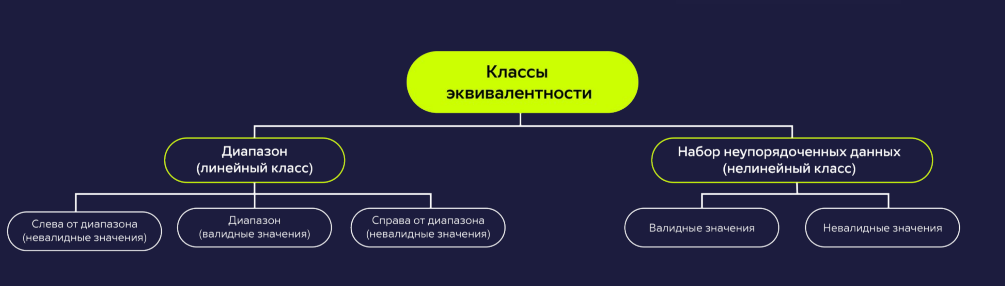 Классы
эквивалентности
Диапазон
(линейный класс)
Набор неупорядоченных данных
(нелинейный класс)
Слева от диапазона
(невалидные значения)
Диапазон
(валидные значения)
Справа от диапазона
(невалидные значения)
Валидные значения
Невалидные значения